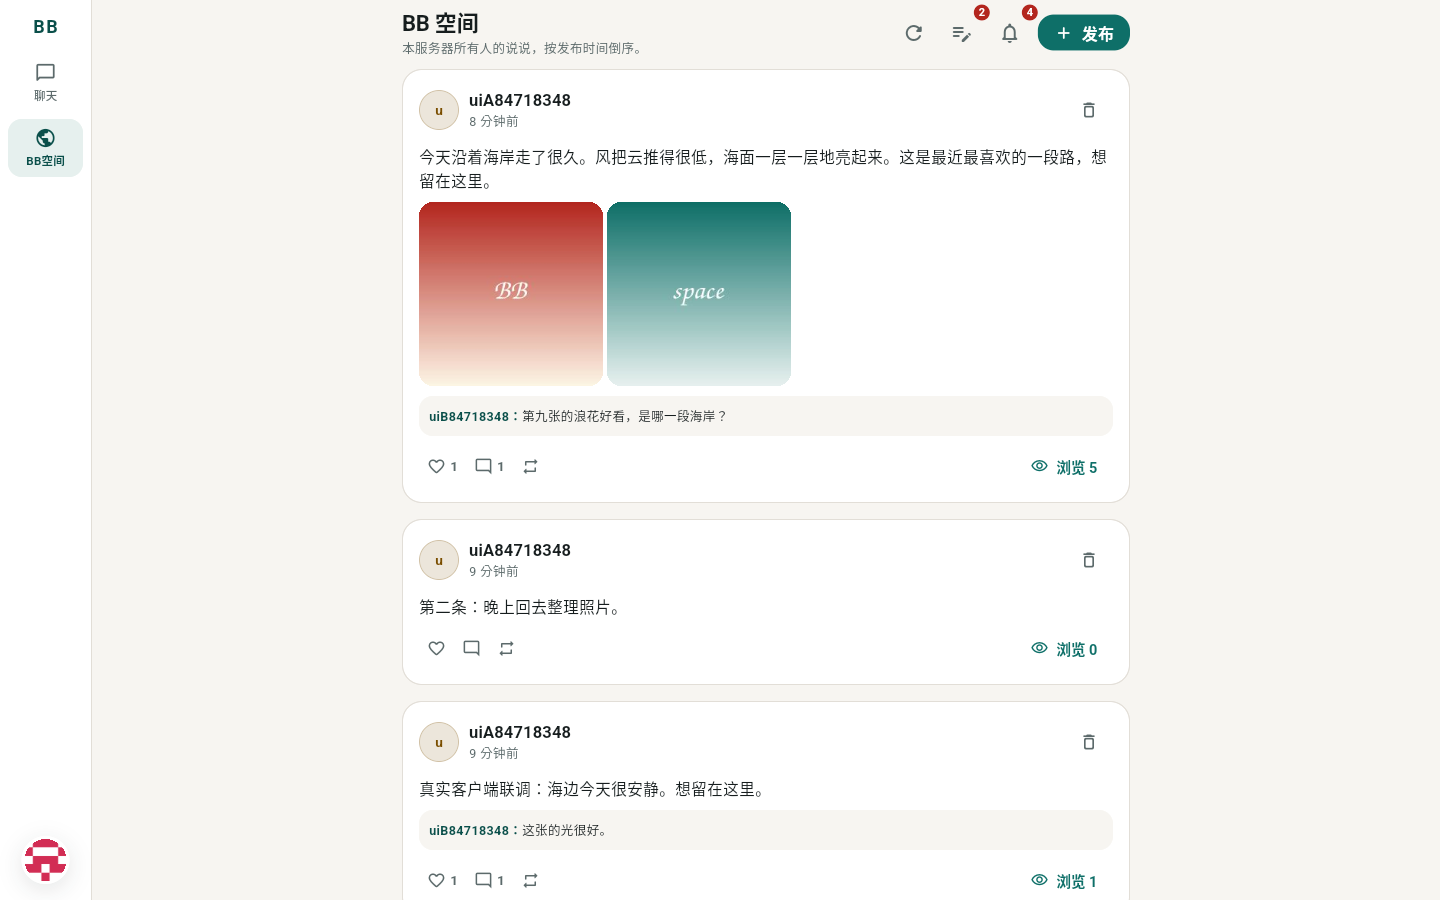 BB
聊天
BB空间
BB 空间
本服务器所有人的说说，按发布时间倒序。
2
4
发布
u
uiA84718348
8 分钟前
今天沿着海岸走了很久。风把云推得很低，海面一层一层地亮起来。这是最近最喜欢的一段路，想
留在这里。
BB
space
uiB84718348：第九张的浪花好看，是哪一段海岸？
1
1
浏览 5
u
uiA84718348
9 分钟前
第二条：晚上回去整理照片。
浏览 0
u
uiA84718348
9 分钟前
真实客户端联调：海边今天很安静。想留在这里。
uiB84718348：这张的光很好。
1
1
浏览 1